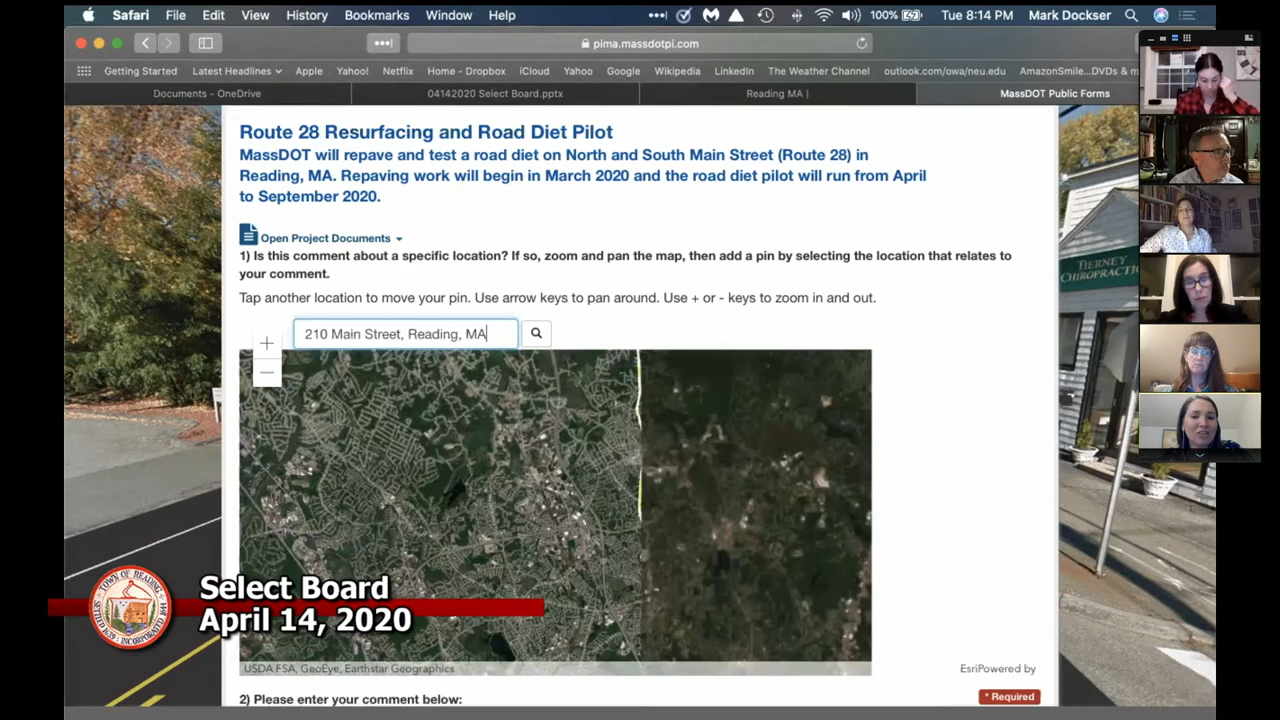 Safari File Edit View History Bookmarks Window Help 100% Tue 8:14 PM Mark Dockser
pima.massdotpi.com
Getting Started Latest Headlines Apple Yahoo! Netflix Home - Dropbox iCloud Yahoo Google Wikipedia LinkedIn The Weather Channel outlook.com/owa/neu.edu AmazonSmile...DVDs & m
Documents - OneDrive 04142020 Select Board.pptx Reading MA | MassDOT Public Forms
Route 28 Resurfacing and Road Diet Pilot
MassDOT will repave and test a road diet on North and South Main Street (Route 28) in
Reading, MA. Repaving work will begin in March 2020 and the road diet pilot will run from April
to September 2020.
Open Project Documents
1) Is this comment about a specific location? If so, zoom and pan the map, then add a pin by selecting the location that relates to
your comment.
Tap another location to move your pin. Use arrow keys to pan around. Use + or - keys to zoom in and out.
210 Main Street, Reading, MA
+
−
TIERNEY
CHIROPRACTIC
TOWN OF READING
SETTLED 1639 INCORPORATED 1644
Select Board
April 14, 2020
USDA FSA, GeoEye, Earthstar Geographics
EsriPowered by
2) Please enter your comment below:
* Required